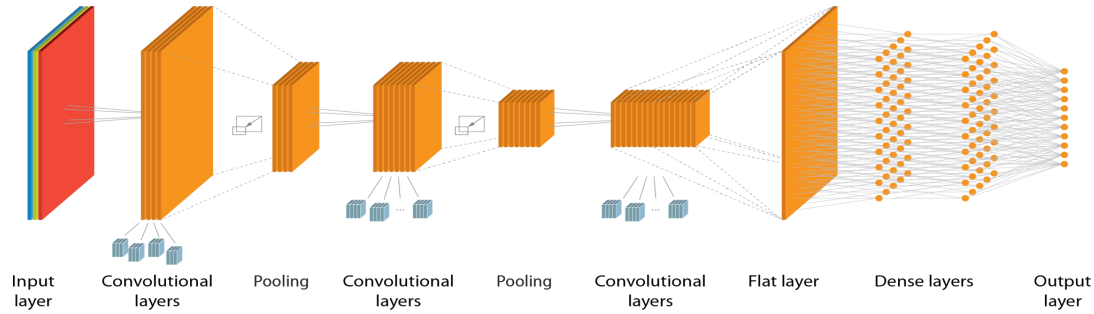 Input
layer
Convolutional
layers
Pooling
Convolutional
layers
Pooling
Convolutional
layers
Flat layer
Dense layers
Output
layer
...
...